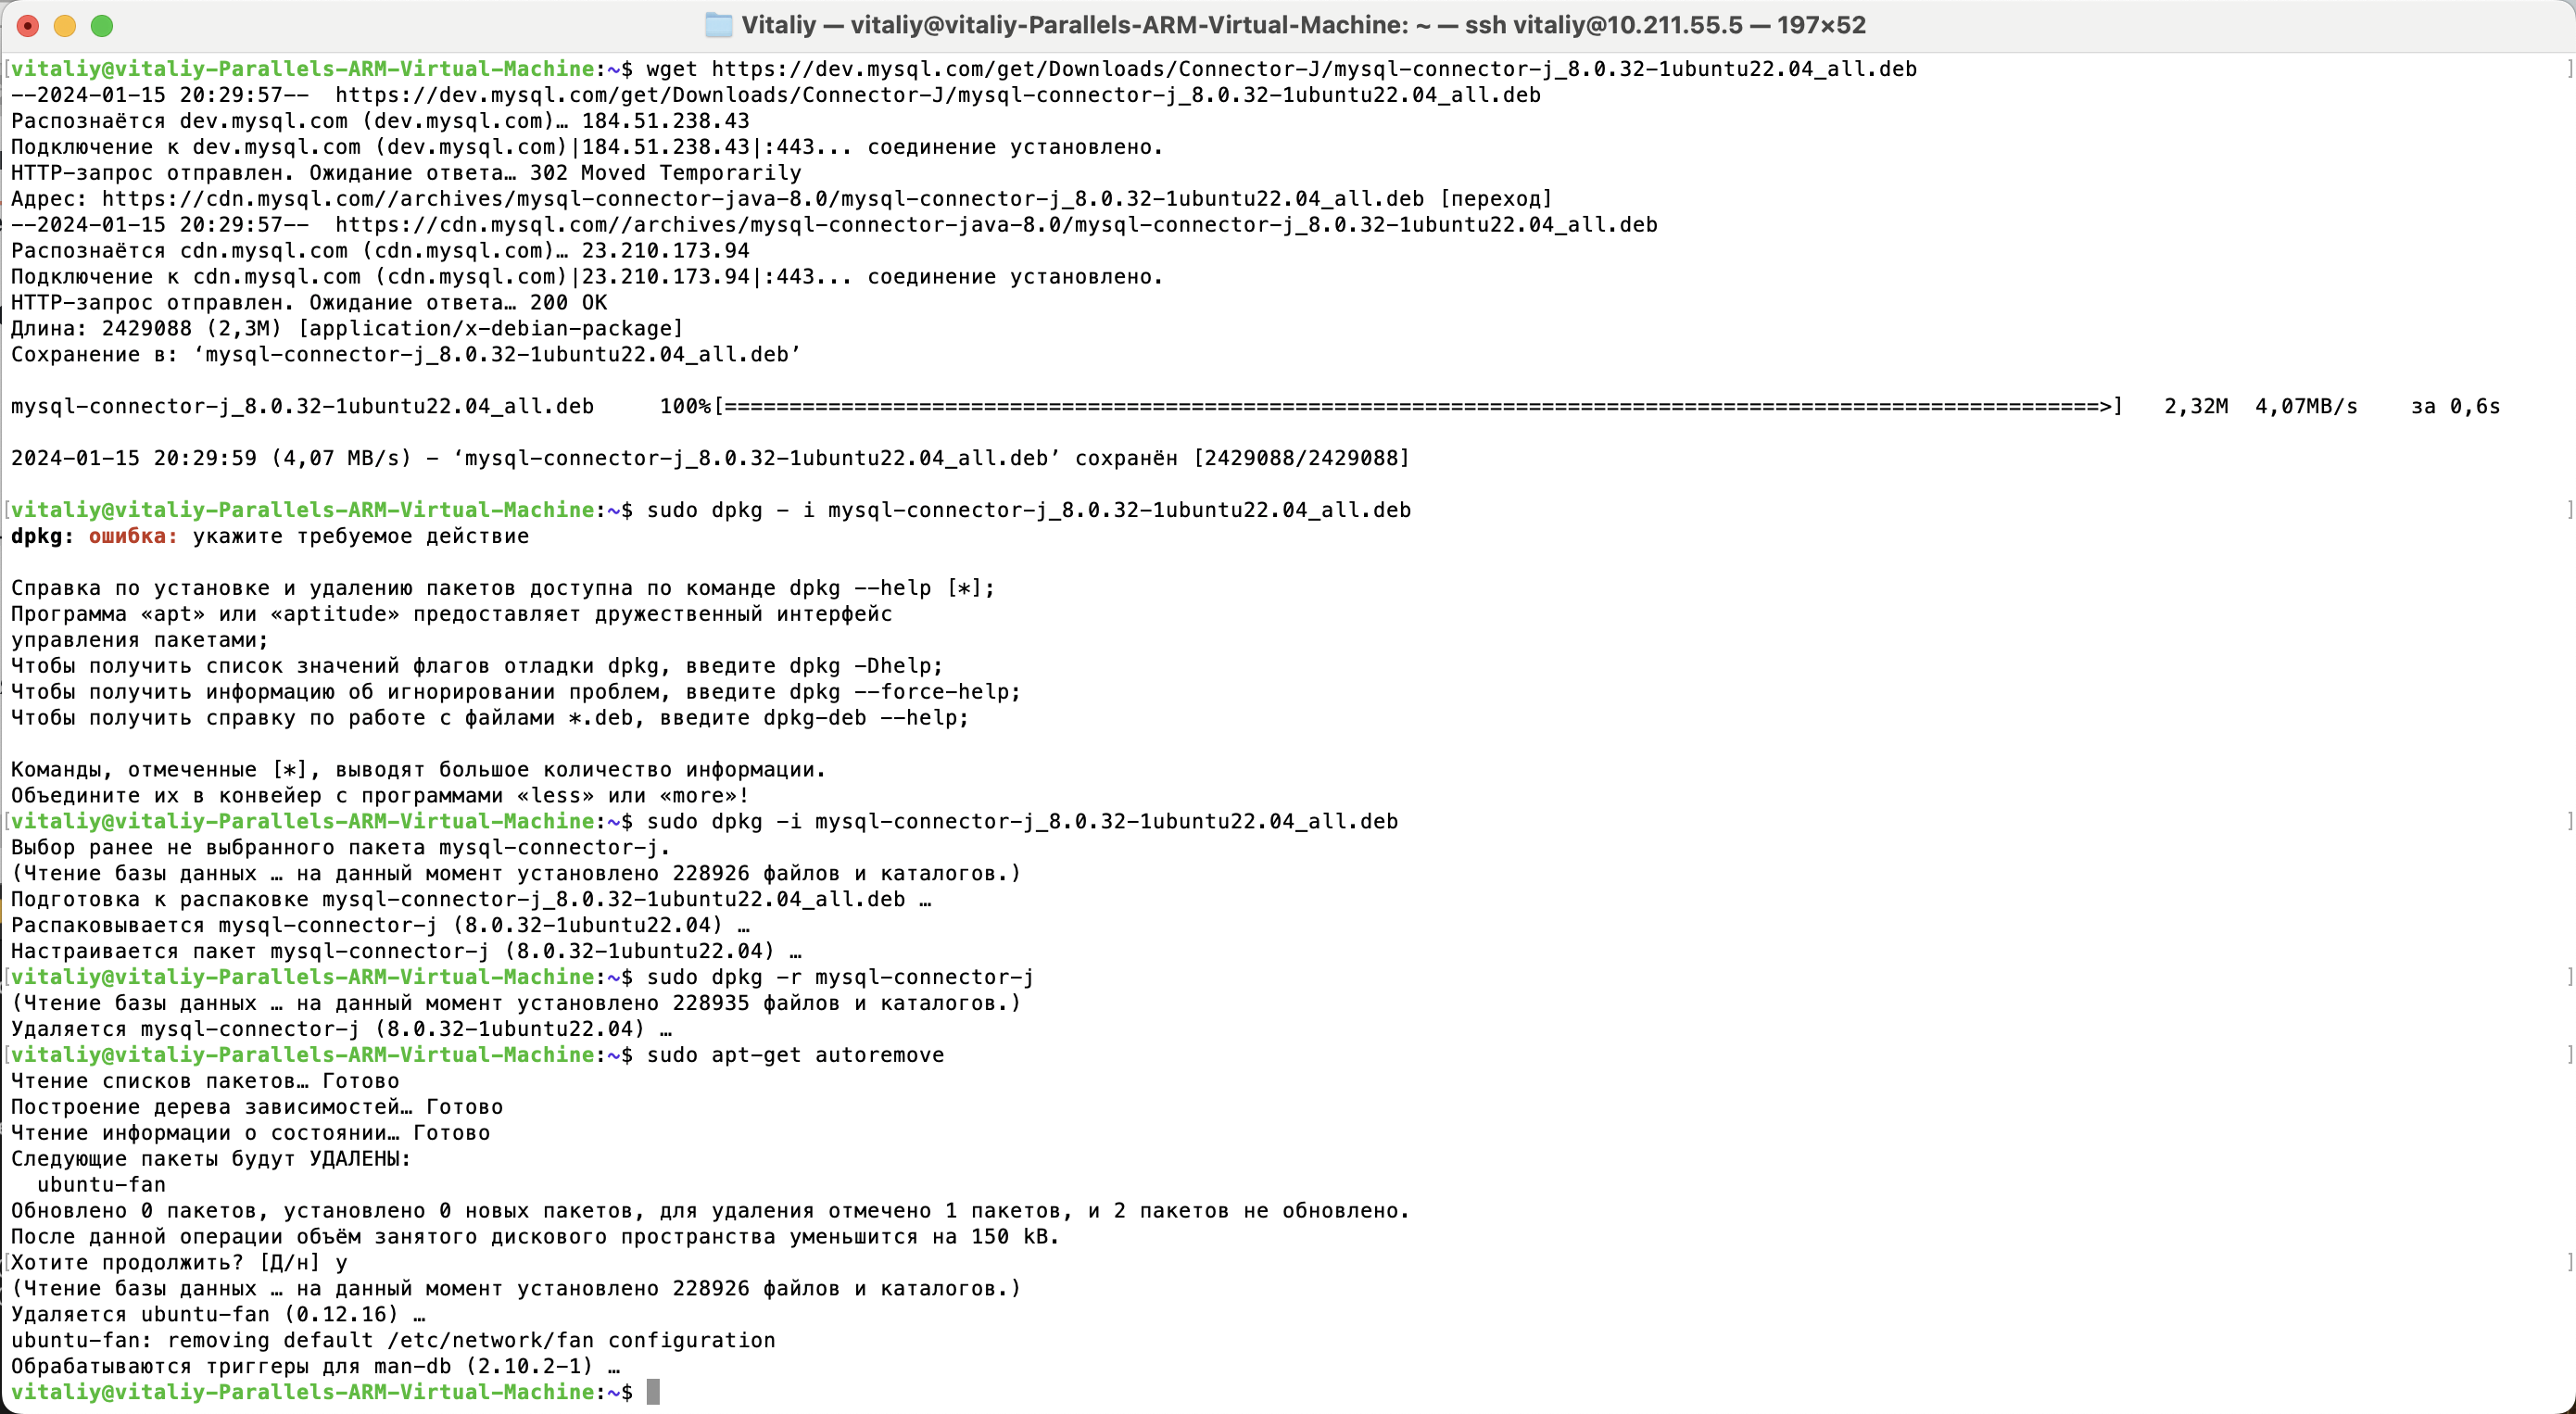 Vitaliy — vitaliy@vitaliy-Parallels-ARM-Virtual-Machine: ~ — ssh vitaliy@10.211.55.5 — 197×52
[vitaliy@vitaliy-Parallels-ARM-Virtual-Machine:~$ wget https://dev.mysql.com/get/Downloads/Connector-J/mysql-connector-j_8.0.32-1ubuntu22.04_all.deb ]
--2024-01-15 20:29:57--  https://dev.mysql.com/get/Downloads/Connector-J/mysql-connector-j_8.0.32-1ubuntu22.04_all.deb
Распознаётся dev.mysql.com (dev.mysql.com)… 184.51.238.43
Подключение к dev.mysql.com (dev.mysql.com)|184.51.238.43|:443... соединение установлено.
HTTP-запрос отправлен. Ожидание ответа… 302 Moved Temporarily
Адрес: https://cdn.mysql.com//archives/mysql-connector-java-8.0/mysql-connector-j_8.0.32-1ubuntu22.04_all.deb [переход]
--2024-01-15 20:29:57--  https://cdn.mysql.com//archives/mysql-connector-java-8.0/mysql-connector-j_8.0.32-1ubuntu22.04_all.deb
Распознаётся cdn.mysql.com (cdn.mysql.com)… 23.210.173.94
Подключение к cdn.mysql.com (cdn.mysql.com)|23.210.173.94|:443... соединение установлено.
HTTP-запрос отправлен. Ожидание ответа… 200 OK
Длина: 2429088 (2,3M) [application/x-debian-package]
Сохранение в: ‘mysql-connector-j_8.0.32-1ubuntu22.04_all.deb’
mysql-connector-j_8.0.32-1ubuntu22.04_all.deb     100%[==========================================================================================================>]   2,32M  4,07MB/s    за 0,6s
2024-01-15 20:29:59 (4,07 MB/s) - ‘mysql-connector-j_8.0.32-1ubuntu22.04_all.deb’ сохранён [2429088/2429088]
[vitaliy@vitaliy-Parallels-ARM-Virtual-Machine:~$ sudo dpkg - i mysql-connector-j_8.0.32-1ubuntu22.04_all.deb ]
dpkg: ошибка: укажите требуемое действие
Справка по установке и удалению пакетов доступна по команде dpkg --help [*];
Программа «apt» или «aptitude» предоставляет дружественный интерфейс
управления пакетами;
Чтобы получить список значений флагов отладки dpkg, введите dpkg -Dhelp;
Чтобы получить информацию об игнорировании проблем, введите dpkg --force-help;
Чтобы получить справку по работе с файлами *.deb, введите dpkg-deb --help;
Команды, отмеченные [*], выводят большое количество информации.
Объедините их в конвейер с программами «less» или «more»!
[vitaliy@vitaliy-Parallels-ARM-Virtual-Machine:~$ sudo dpkg -i mysql-connector-j_8.0.32-1ubuntu22.04_all.deb ]
Выбор ранее не выбранного пакета mysql-connector-j.
(Чтение базы данных … на данный момент установлено 228926 файлов и каталогов.)
Подготовка к распаковке mysql-connector-j_8.0.32-1ubuntu22.04_all.deb …
Распаковывается mysql-connector-j (8.0.32-1ubuntu22.04) …
Настраивается пакет mysql-connector-j (8.0.32-1ubuntu22.04) …
[vitaliy@vitaliy-Parallels-ARM-Virtual-Machine:~$ sudo dpkg -r mysql-connector-j ]
(Чтение базы данных … на данный момент установлено 228935 файлов и каталогов.)
Удаляется mysql-connector-j (8.0.32-1ubuntu22.04) …
[vitaliy@vitaliy-Parallels-ARM-Virtual-Machine:~$ sudo apt-get autoremove ]
Чтение списков пакетов… Готово
Построение дерева зависимостей… Готово
Чтение информации о состоянии… Готово
Следующие пакеты будут УДАЛЕНЫ:
  ubuntu-fan
Обновлено 0 пакетов, установлено 0 новых пакетов, для удаления отмечено 1 пакетов, и 2 пакетов не обновлено.
После данной операции объём занятого дискового пространства уменьшится на 150 kB.
[Хотите продолжить? [Д/н] y ]
(Чтение базы данных … на данный момент установлено 228926 файлов и каталогов.)
Удаляется ubuntu-fan (0.12.16) …
ubuntu-fan: removing default /etc/network/fan configuration
Обрабатываются триггеры для man-db (2.10.2-1) …
vitaliy@vitaliy-Parallels-ARM-Virtual-Machine:~$